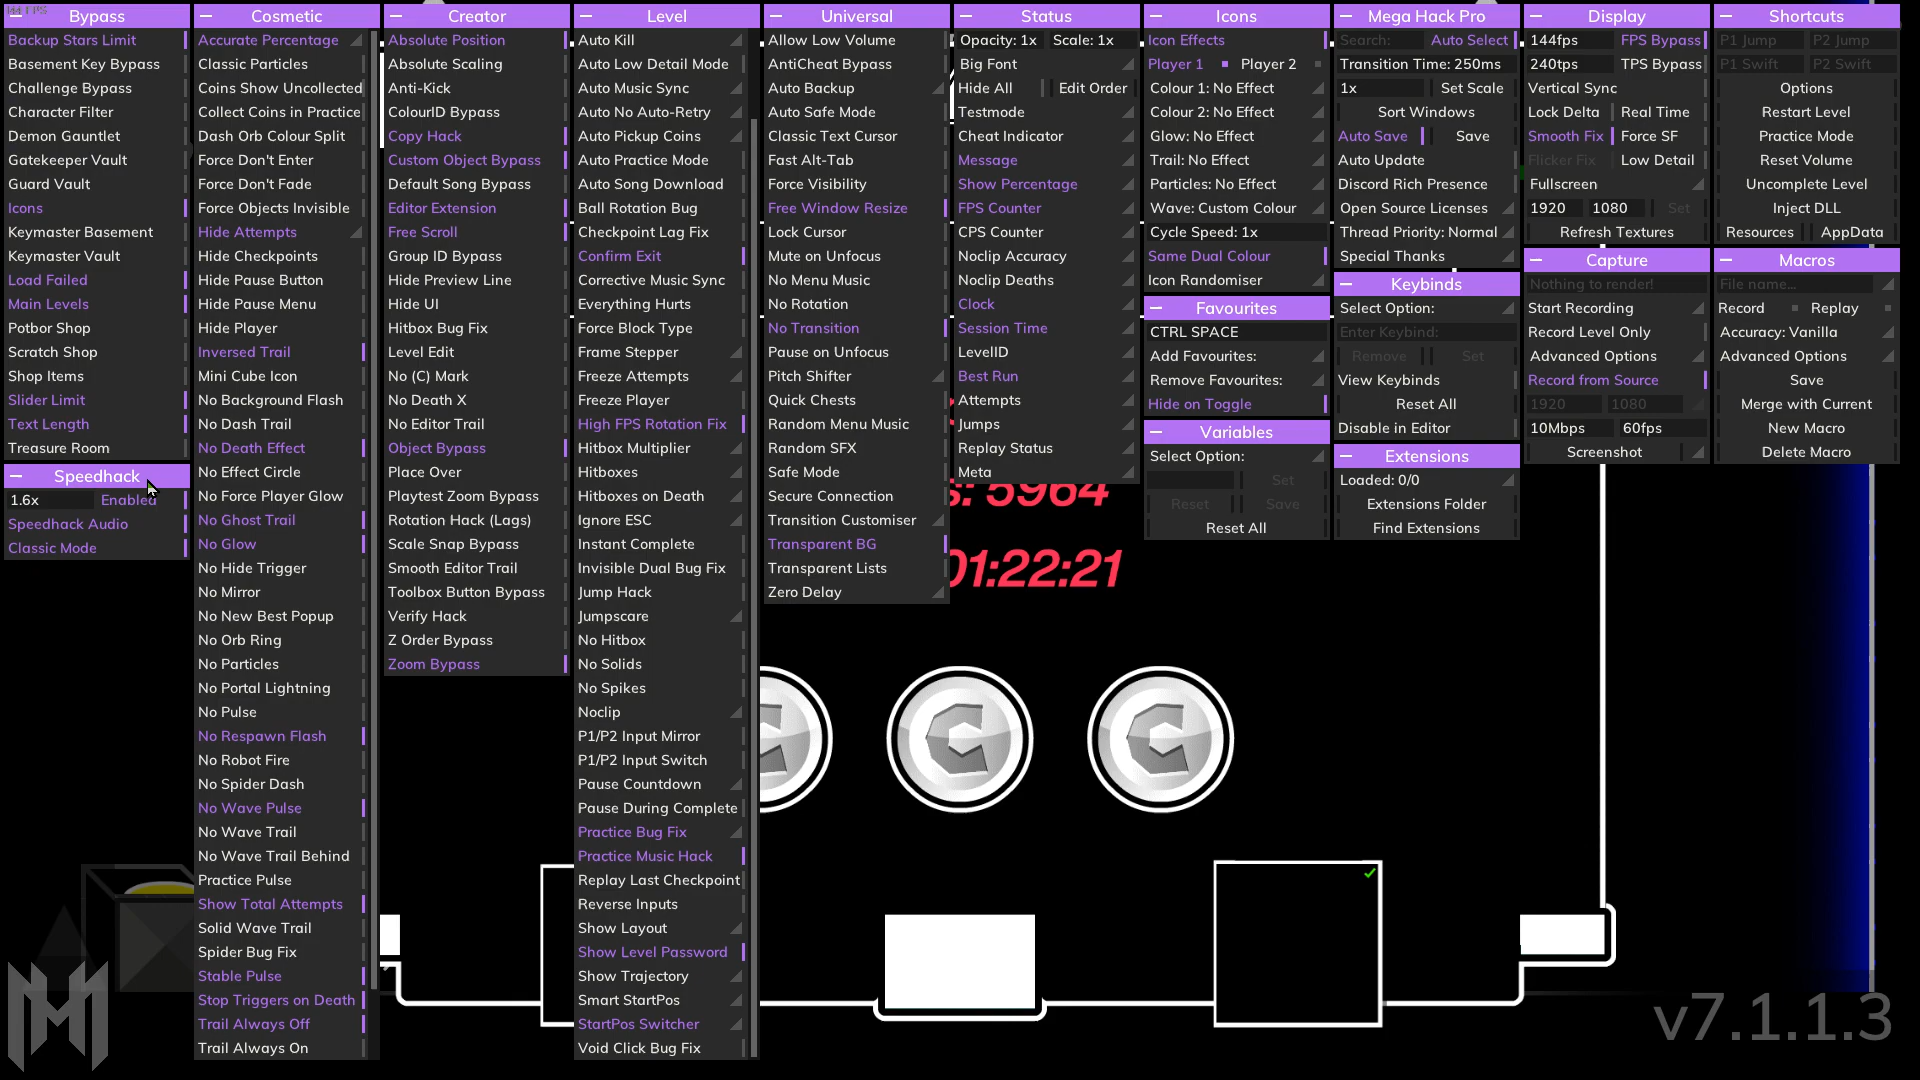 Bypass
Backup Stars Limit
Basement Key Bypass
Challenge Bypass
Character Filter
Demon Gauntlet
Gatekeeper Vault
Guard Vault
Icons
Keymaster Basement
Keymaster Vault
Load Failed
Main Levels
Potbor Shop
Scratch Shop
Shop Items
Slider Limit
Text Length
Treasure Room
Speedhack
1.6x Enabled
Speedhack Audio
Classic Mode
Cosmetic
Accurate Percentage
Classic Particles
Coins Show Uncollected
Collect Coins in Practice
Dash Orb Colour Split
Force Don't Enter
Force Don't Fade
Force Objects Invisible
Hide Attempts
Hide Checkpoints
Hide Pause Button
Hide Pause Menu
Hide Player
Inversed Trail
Mini Cube Icon
No Background Flash
No Dash Trail
No Death Effect
No Effect Circle
No Force Player Glow
No Ghost Trail
No Glow
No Hide Trigger
No Mirror
No New Best Popup
No Orb Ring
No Particles
No Portal Lightning
No Pulse
No Respawn Flash
No Robot Fire
No Spider Dash
No Wave Pulse
No Wave Trail
No Wave Trail Behind
Practice Pulse
Show Total Attempts
Solid Wave Trail
Spider Bug Fix
Stable Pulse
Stop Triggers on Death
Trail Always Off
Trail Always On
Creator
Absolute Position
Absolute Scaling
Anti-Kick
ColourID Bypass
Copy Hack
Custom Object Bypass
Default Song Bypass
Editor Extension
Free Scroll
Group ID Bypass
Hide Preview Line
Hide UI
Hitbox Bug Fix
Level Edit
No (C) Mark
No Death X
No Editor Trail
Object Bypass
Place Over
Playtest Zoom Bypass
Rotation Hack (Lags)
Scale Snap Bypass
Smooth Editor Trail
Toolbox Button Bypass
Verify Hack
Z Order Bypass
Zoom Bypass
Level
Auto Kill
Auto Low Detail Mode
Auto Music Sync
Auto No Auto-Retry
Auto Pickup Coins
Auto Practice Mode
Auto Song Download
Ball Rotation Bug
Checkpoint Lag Fix
Confirm Exit
Corrective Music Sync
Everything Hurts
Force Block Type
Frame Stepper
Freeze Attempts
Freeze Player
High FPS Rotation Fix
Hitbox Multiplier
Hitboxes
Hitboxes on Death
Ignore ESC
Instant Complete
Invisible Dual Bug Fix
Jump Hack
Jumpscare
No Hitbox
No Solids
No Spikes
Noclip
P1/P2 Input Mirror
P1/P2 Input Switch
Pause Countdown
Pause During Complete
Practice Bug Fix
Practice Music Hack
Replay Last Checkpoint
Reverse Inputs
Show Layout
Show Level Password
Show Trajectory
Smart StartPos
StartPos Switcher
Void Click Bug Fix
Universal
Allow Low Volume
AntiCheat Bypass
Auto Backup
Auto Safe Mode
Classic Text Cursor
Fast Alt-Tab
Force Visibility
Free Window Resize
Lock Cursor
Mute on Unfocus
No Menu Music
No Rotation
No Transition
Pause on Unfocus
Pitch Shifter
Quick Chests
Random Menu Music
Random SFX
Safe Mode
Secure Connection
Transition Customiser
Transparent BG
Transparent Lists
Zero Delay
Status
Opacity: 1x Scale: 1x
Big Font
Hide All Edit Order
Testmode
Cheat Indicator
Message
Show Percentage
FPS Counter
CPS Counter
Noclip Accuracy
Noclip Deaths
Clock
Session Time
LevelID
Best Run
Attempts
Jumps
Replay Status
Meta
s: 5964
01:22:21
Icons
Icon Effects
Player 1 Player 2
Colour 1: No Effect
Colour 2: No Effect
Glow: No Effect
Trail: No Effect
Particles: No Effect
Wave: Custom Colour
Cycle Speed: 1x
Same Dual Colour
Icon Randomiser
Favourites
CTRL SPACE
Add Favourites:
Remove Favourites:
Hide on Toggle
Variables
Select Option:
Set
Reset Save
Reset All
Mega Hack Pro
Search: Auto Select
Transition Time: 250ms
1x Set Scale
Sort Windows
Auto Save Save
Auto Update
Discord Rich Presence
Open Source Licenses
Thread Priority: Normal
Special Thanks
Keybinds
Select Option:
Enter Keybind:
Remove Set
View Keybinds
Reset All
Disable in Editor
Extensions
Loaded: 0/0
Extensions Folder
Find Extensions
Display
144fps FPS Bypass
240tps TPS Bypass
Vertical Sync
Lock Delta Real Time
Smooth Fix Force SF
Flicker Fix Low Detail
Fullscreen
1920 1080 Set
Refresh Textures
Capture
Nothing to render!
Start Recording
Record Level Only
Advanced Options
Record from Source
1920 1080
10Mbps 60fps
Screenshot
Shortcuts
P1 Jump P2 Jump
P1 Swift P2 Swift
Options
Restart Level
Practice Mode
Reset Volume
Uncomplete Level
Inject DLL
Resources AppData
Macros
File name...
Record Replay
Accuracy: Vanilla
Advanced Options
Save
Merge with Current
New Macro
Delete Macro
v7.1.1.3